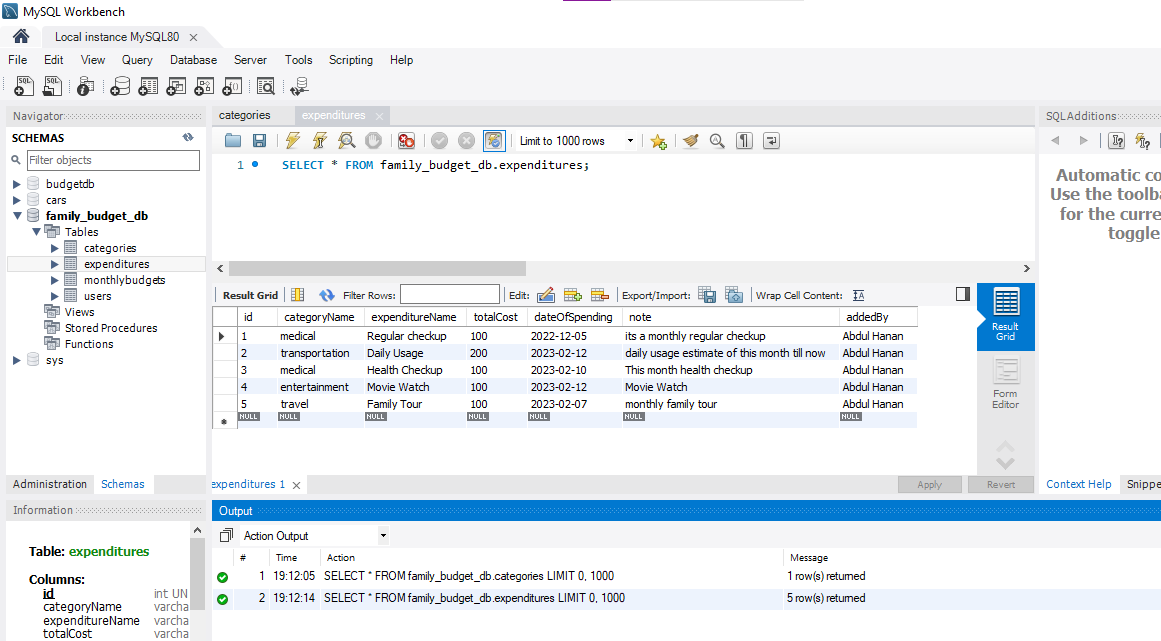 MySQL Workbench
Local instance MySQL80
File Edit View Query Database Server Tools Scripting Help
Navigator
SCHEMAS
Filter objects
budgetdb
cars
family_budget_db
Tables
categories
expenditures
monthlybudgets
users
Views
Stored Procedures
Functions
sys
Administration Schemas
Information
Table: expenditures
Columns:
id int UN
categoryName varcha
expenditureName varcha
totalCost varcha
categories expenditures
Limit to 1000 rows
1 SELECT * FROM family_budget_db.expenditures;
Result Grid Filter Rows: Edit: Export/Import: Wrap Cell Content:
id categoryName expenditureName totalCost dateOfSpending note addedBy
1 medical Regular checkup 100 2022-12-05 its a monthly regular checkup Abdul Hanan
2 transportation Daily Usage 200 2023-02-12 daily usage estimate of this month till now Abdul Hanan
3 medical Health Checkup 100 2023-02-10 This month health checkup Abdul Hanan
4 entertainment Movie Watch 100 2023-02-12 Movie Watch Abdul Hanan
5 travel Family Tour 100 2023-02-07 monthly family tour Abdul Hanan
NULL NULL NULL NULL NULL NULL NULL
Result
Grid
Form
Editor
expenditures 1 Apply Revert
SQLAdditions
Automatic co
Use the toolba
for the curre
toggle
Context Help Snippe
Output
Action Output
# Time Action Message
1 19:12:05 SELECT * FROM family_budget_db.categories LIMIT 0, 1000 1 row(s) returned
2 19:12:14 SELECT * FROM family_budget_db.expenditures LIMIT 0, 1000 5 row(s) returned